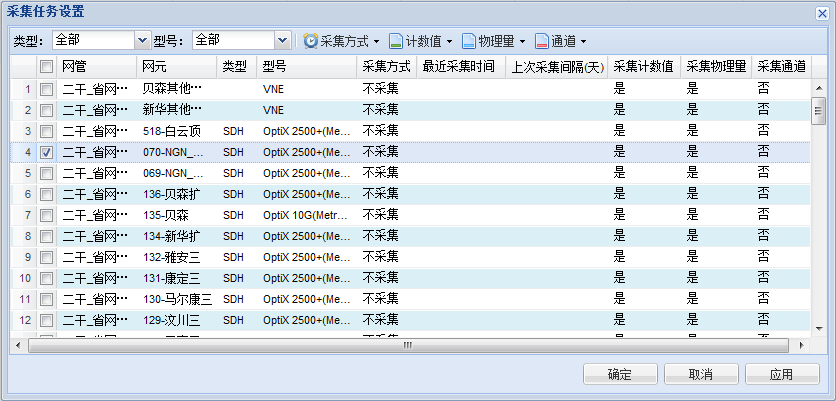 采集任务设置
类型： 全部 型号： 全部 采集方式 计数值 物理量 通道
网管 网元 类型 型号 采集方式 最近采集时间 上次采集间隔(天) 采集计数值 采集物理量 采集通道
1 二干_省网… 贝森其他… VNE 不采集 是 是 否
2 二干_省网… 新华其他… VNE 不采集 是 是 否
3 二干_省网… 518-白云顶 SDH OptiX 2500+(Me... 不采集 是 是 否
4 二干_省网… 070-NGN_... SDH OptiX 2500+(Me... 不采集 是 是 否
5 二干_省网… 069-NGN_... SDH OptiX 2500+(Me... 不采集 是 是 否
6 二干_省网… 136-贝森扩 SDH OptiX 2500+(Me... 不采集 是 是 否
7 二干_省网… 135-贝森 SDH OptiX 10G(Metr... 不采集 是 是 否
8 二干_省网… 134-新华扩 SDH OptiX 2500+(Me... 不采集 是 是 否
9 二干_省网… 132-雅安三 SDH OptiX 2500+(Me... 不采集 是 是 否
10 二干_省网… 131-康定三 SDH OptiX 2500+(Me... 不采集 是 是 否
11 二干_省网… 130-马尔康三 SDH OptiX 2500+(Me... 不采集 是 是 否
12 二干_省网… 129-汶川三 SDH OptiX 2500+(Me... 不采集 是 是 否
确定 取消 应用